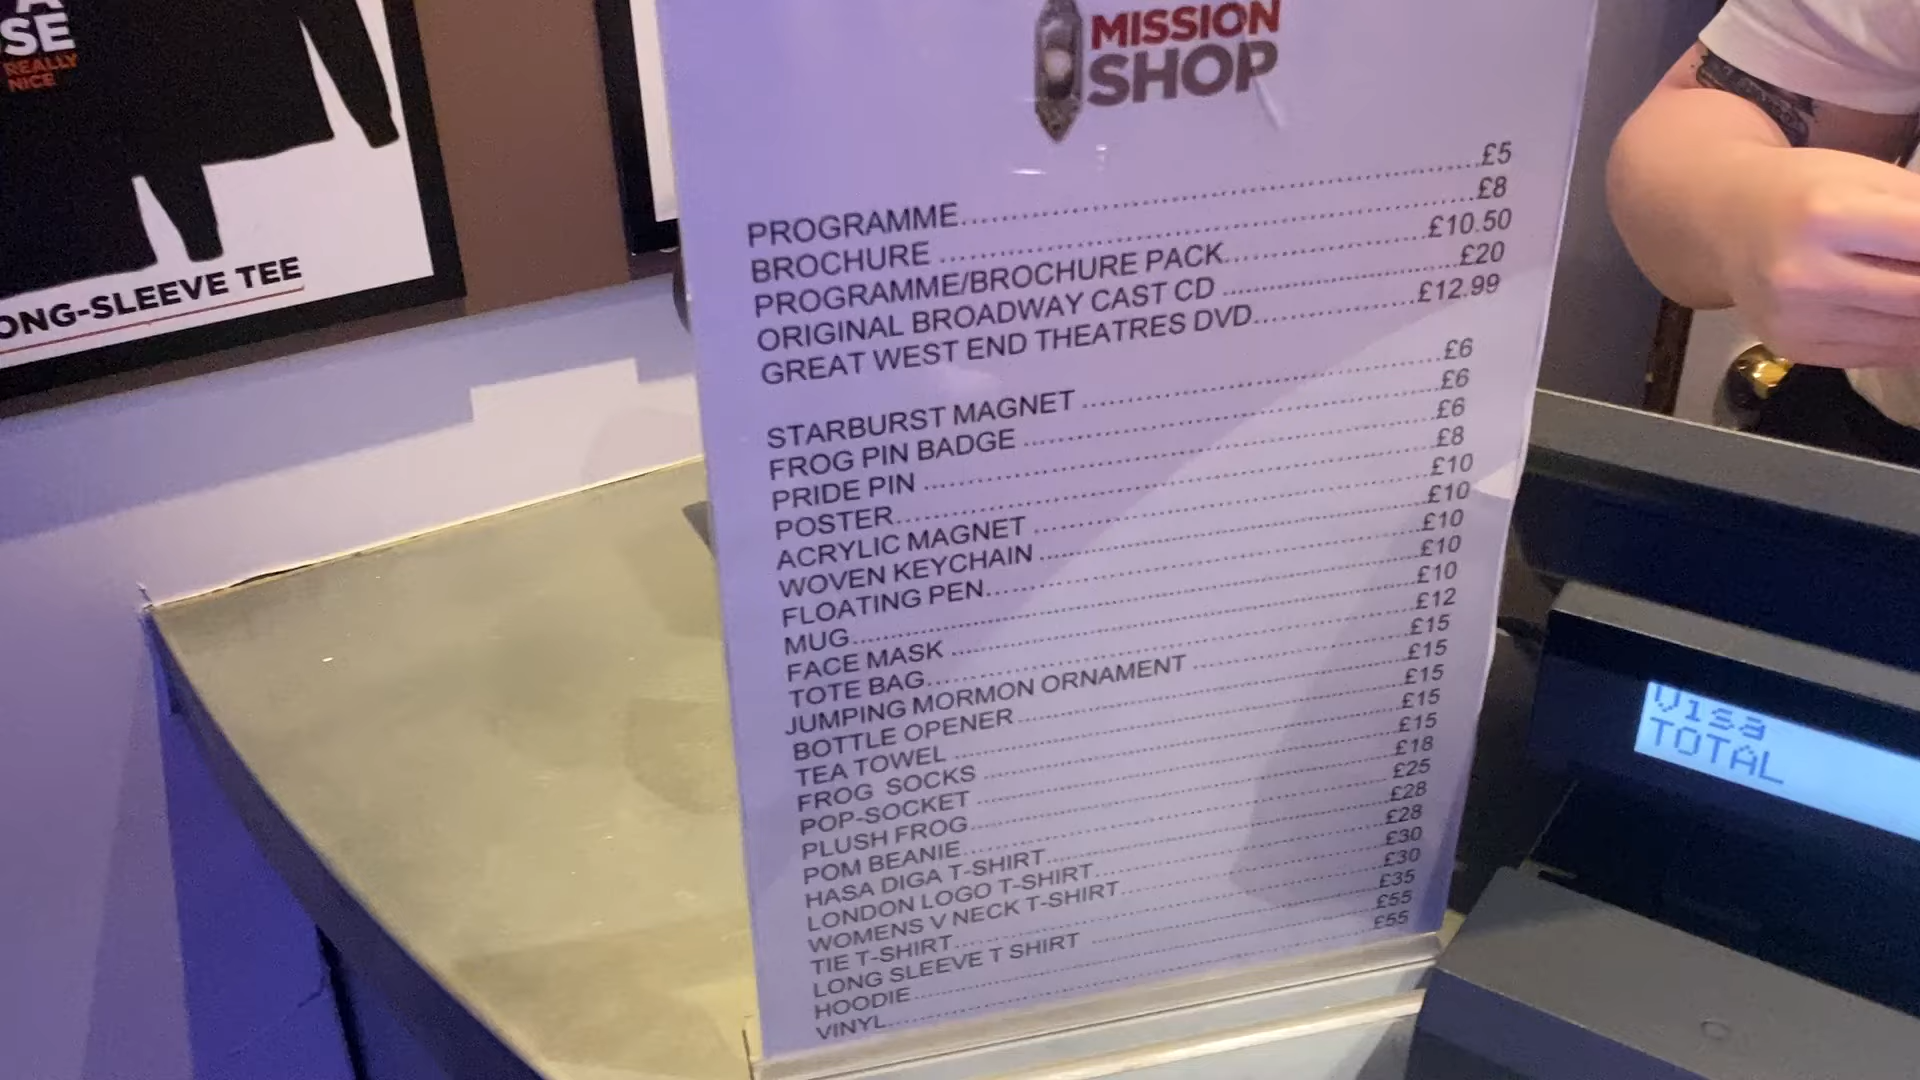 A
SE
REALLY
NICE
ONG-SLEEVE TEE
MISSION
SHOP
PROGRAMME....................£5
BROCHURE ....................£8
PROGRAMME/BROCHURE PACK....................£10.50
ORIGINAL BROADWAY CAST CD ....................£20
GREAT WEST END THEATRES DVD....................£12.99
STARBURST MAGNET ....................£6
FROG PIN BADGE ....................£6
PRIDE PIN ....................£6
POSTER....................£8
ACRYLIC MAGNET ....................£10
WOVEN KEYCHAIN ....................£10
FLOATING PEN....................£10
MUG....................£10
FACE MASK ....................£10
TOTE BAG....................£12
JUMPING MORMON ORNAMENT ....................£15
BOTTLE OPENER....................£15
TEA TOWEL ....................£15
FROG SOCKS ....................£15
POP-SOCKET ....................£15
PLUSH FROG....................£18
POM BEANIE....................£25
HASA DIGA T-SHIRT....................£28
LONDON LOGO T-SHIRT....................£28
WOMENS V NECK T-SHIRT....................£30
TIE T-SHIRT....................£30
LONG SLEEVE T SHIRT ....................£35
HOODIE....................£55
VINYL....................£55
Visa
TOTAL